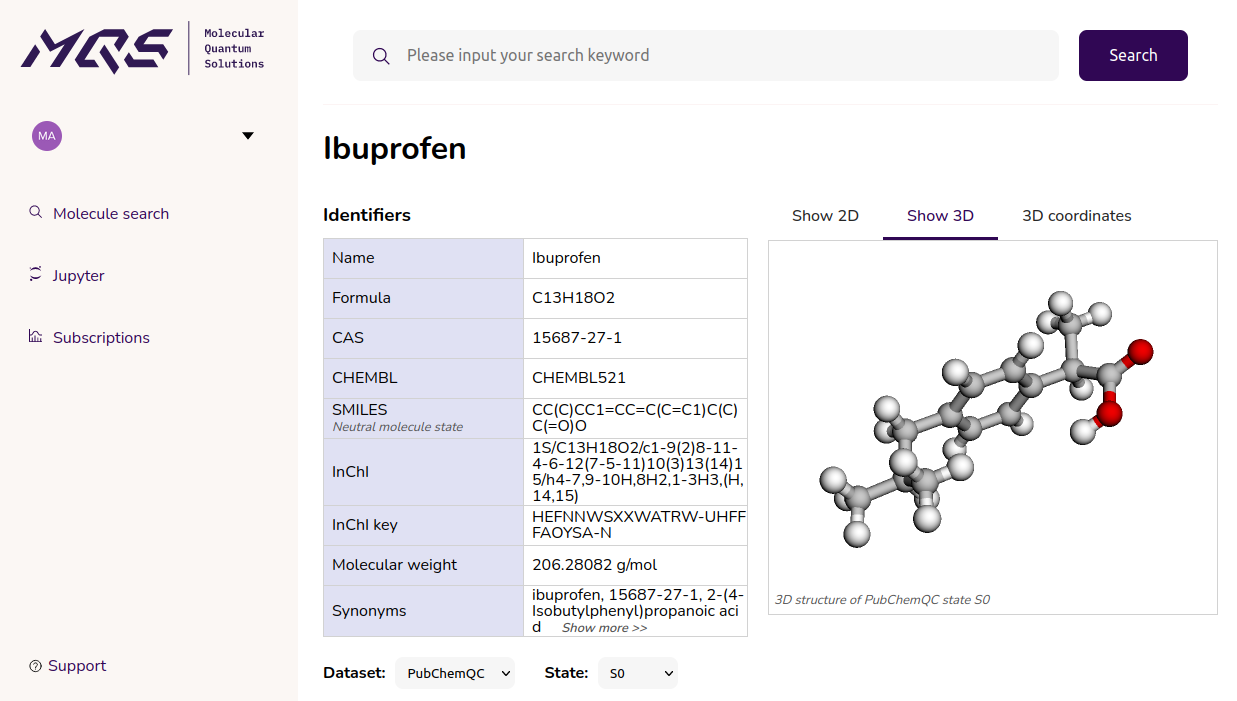 MQS
Molecular
Quantum
Solutions
Please input your search keyword
Search
MA
Molecule search
Jupyter
Subscriptions
Support
Ibuprofen
Identifiers
Name
Ibuprofen
Formula
C13H18O2
CAS
15687-27-1
CHEMBL
CHEMBL521
SMILES
Neutral molecule state
CC(C)CC1=CC=C(C=C1)C(C)
C(=O)O
InChI
1S/C13H18O2/c1-9(2)8-11-
4-6-12(7-5-11)10(3)13(14)1
5/h4-7,9-10H,8H2,1-3H3,(H,
14,15)
InChI key
HEFNNWSXXWATRW-UHFF
FAOYSA-N
Molecular weight
206.28082 g/mol
Synonyms
ibuprofen, 15687-27-1, 2-(4-
Isobutylphenyl)propanoic aci
d Show more >>
Show 2D Show 3D 3D coordinates
3D structure of PubChemQC state S0
Dataset: PubChemQC State: S0